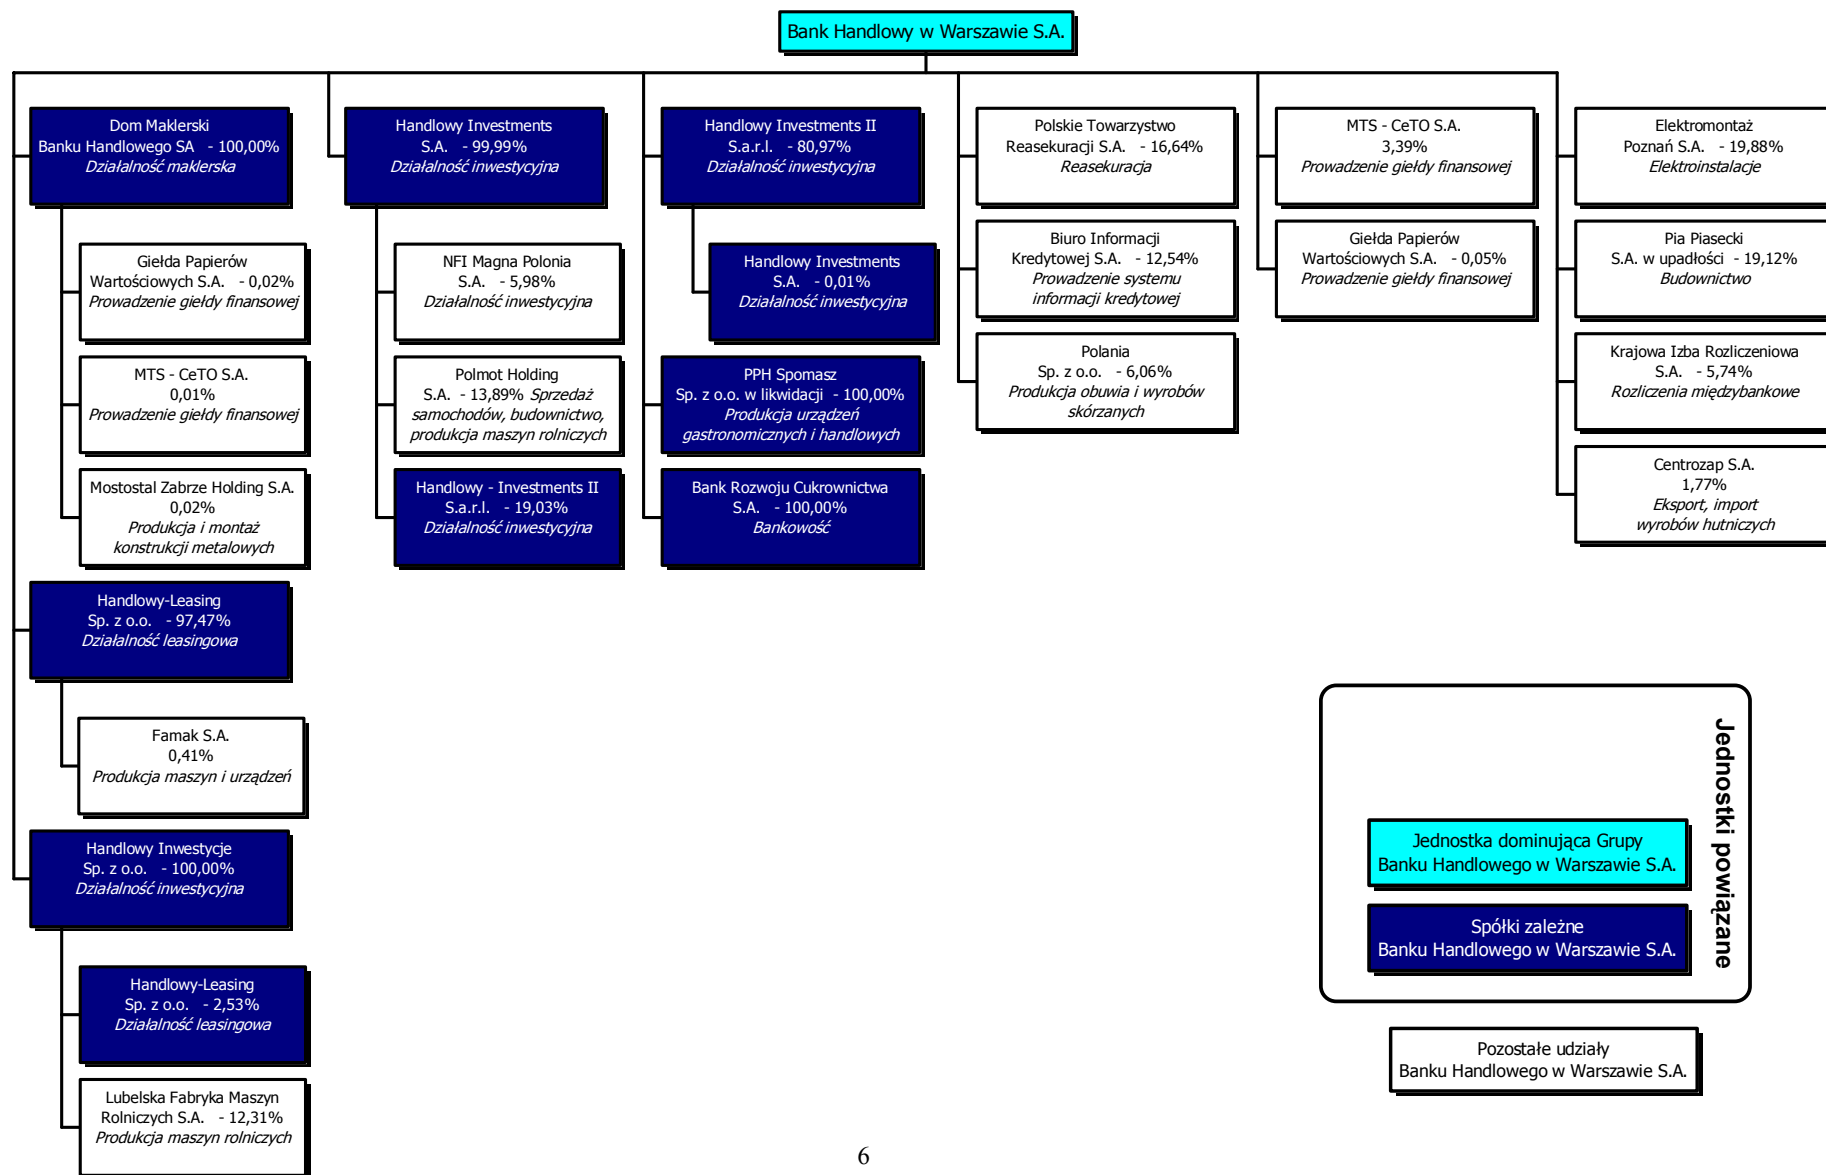 Bank Handlowy w Warszawie S.A.
Dom Maklerski
Banku Handlowego SA - 100,00%
Działalność maklerska
Giełda Papierów
Wartościowych S.A. - 0,02%
Prowadzenie giełdy finansowej
MTS - CeTO S.A.
0,01%
Prowadzenie giełdy finansowej
Mostostal Zabrze Holding S.A.
0,02%
Produkcja i montaż
konstrukcji metalowych
Handlowy-Leasing
Sp. z o.o. - 97,47%
Działalność leasingowa
Famak S.A.
0,41%
Produkcja maszyn i urządzeń
Handlowy Inwestycje
Sp. z o.o. - 100,00%
Działalność inwestycyjna
Handlowy-Leasing
Sp. z o.o. - 2,53%
Działalność leasingowa
Lubelska Fabryka Maszyn
Rolniczych S.A. - 12,31%
Produkcja maszyn rolniczych
Handlowy Investments
S.A. - 99,99%
Działalność inwestycyjna
NFI Magna Polonia
S.A. - 5,98%
Działalność inwestycyjna
Polmot Holding
S.A. - 13,89% Sprzedaż
samochodów, budownictwo,
produkcja maszyn rolniczych
Handlowy - Investments II
S.a.r.l. - 19,03%
Działalność inwestycyjna
Handlowy Investments II
S.a.r.l. - 80,97%
Działalność inwestycyjna
Handlowy Investments
S.A. - 0,01%
Działalność inwestycyjna
PPH Spomasz
Sp. z o.o. w likwidacji - 100,00%
Produkcja urządzeń
gastronomicznych i handlowych
Bank Rozwoju Cukrownictwa
S.A. - 100,00%
Bankowość
Polskie Towarzystwo
Reasekuracji S.A. - 16,64%
Reasekuracja
Biuro Informacji
Kredytowej S.A. - 12,54%
Prowadzenie systemu
informacji kredytowej
Polania
Sp. z o.o. - 6,06%
Produkcja obuwia i wyrobów
skórzanych
MTS - CeTO S.A.
3,39%
Prowadzenie giełdy finansowej
Giełda Papierów
Wartościowych S.A. - 0,05%
Prowadzenie giełdy finansowej
Elektromontaż
Poznań S.A. - 19,88%
Elektroinstalacje
Pia Piasecki
S.A. w upadłości - 19,12%
Budownictwo
Krajowa Izba Rozliczeniowa
S.A. - 5,74%
Rozliczenia międzybankowe
Centrozap S.A.
1,77%
Eksport, import
wyrobów hutniczych
Jednostki powiązane
Jednostka dominująca Grupy
Banku Handlowego w Warszawie S.A.
Spółki zależne
Banku Handlowego w Warszawie S.A.
Pozostałe udziały
Banku Handlowego w Warszawie S.A.
6